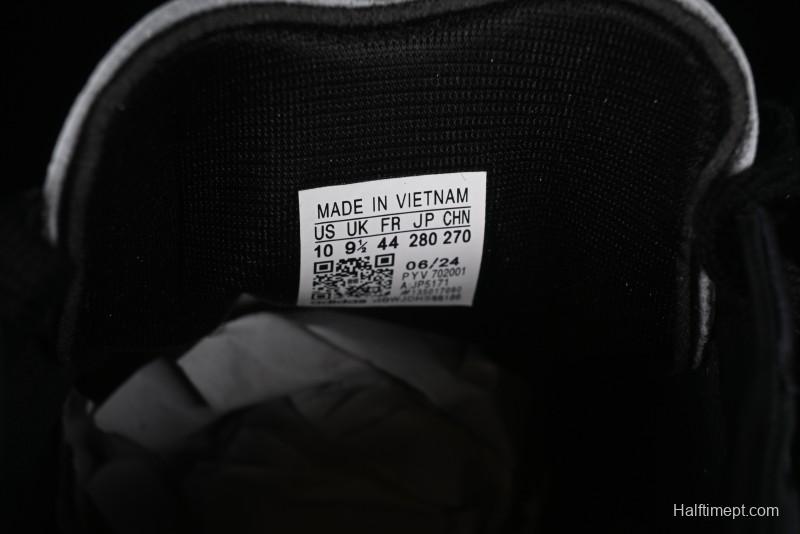 MADE IN VIETNAM
US UK FR JP CHN
10 9½ 44 280 270
06/24
PYV 702001
A.JP5171
adidas
Halftimept.com